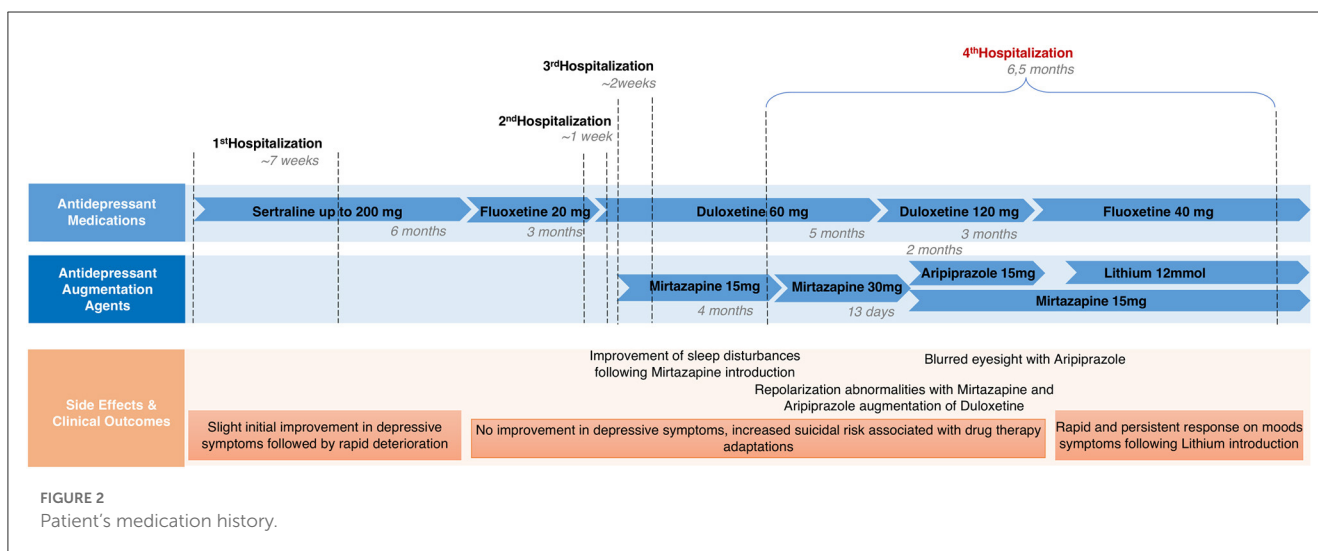 4thHospitalization
6,5 months
3rdHospitalization
~2weeks
2ndHospitalization
~1 week
1stHospitalization
~7 weeks
Antidepressant
Medications
Sertraline up to 200 mg
Fluoxetine 20 mg
Duloxetine 60 mg
Duloxetine 120 mg
Fluoxetine 40 mg
6 months
3 months
5 months
3 months
2 months
Antidepressant
Augmentation
Agents
Mirtazapine 15mg
Mirtazapine 30mg
Aripiprazole 15mg
Lithium 12mmol
Mirtazapine 15mg
4 months
13 days
Side Effects &
Clinical Outcomes
Improvement of sleep disturbances
following Mirtazapine introduction
Blurred eyesight with Aripiprazole
Repolarization abnormalities with Mirtazapine and
Aripiprazole augmentation of Duloxetine
Slight initial improvement in depressive
symptoms followed by rapid deterioration
No improvement in depressive symptoms, increased suicidal risk associated with drug therapy
adaptations
Rapid and persistent response on moods
symptoms following Lithium introduction
FIGURE 2
Patient's medication history.